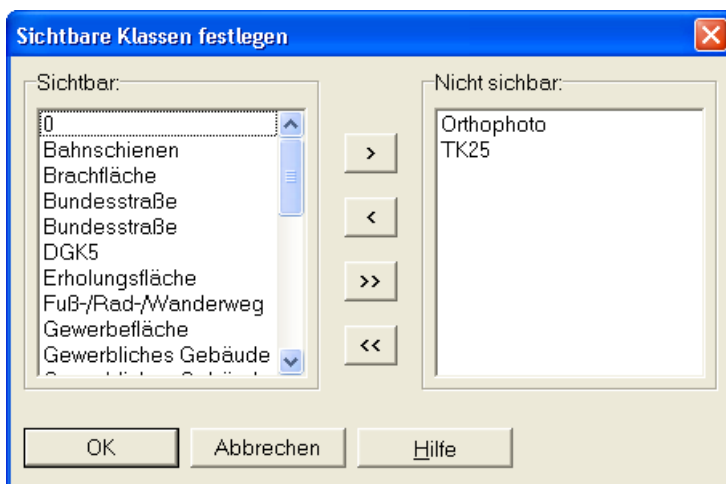 Sichtbare Klassen festlegen
Sichtbar:
0
Bahnschienen
Brachfläche
Bundesstraße
Bundesstraße
DGK5
Erholungsfläche
Fuß-/Rad-/Wanderweg
Gewerbefläche
Gewerbliches Gebäude
>
<
>>
<<
Nicht sichbar:
Orthophoto
TK25
OK
Abbrechen
Hilfe